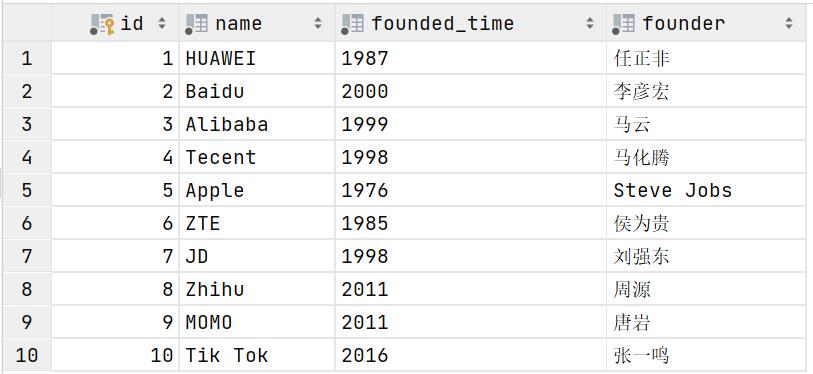 id name founded_time founder
1 1 HUAWEI 1987 任正非
2 2 Baidu 2000 李彦宏
3 3 Alibaba 1999 马云
4 4 Tecent 1998 马化腾
5 5 Apple 1976 Steve Jobs
6 6 ZTE 1985 侯为贵
7 7 JD 1998 刘强东
8 8 Zhihu 2011 周源
9 9 MOMO 2011 唐岩
10 10 Tik Tok 2016 张一鸣